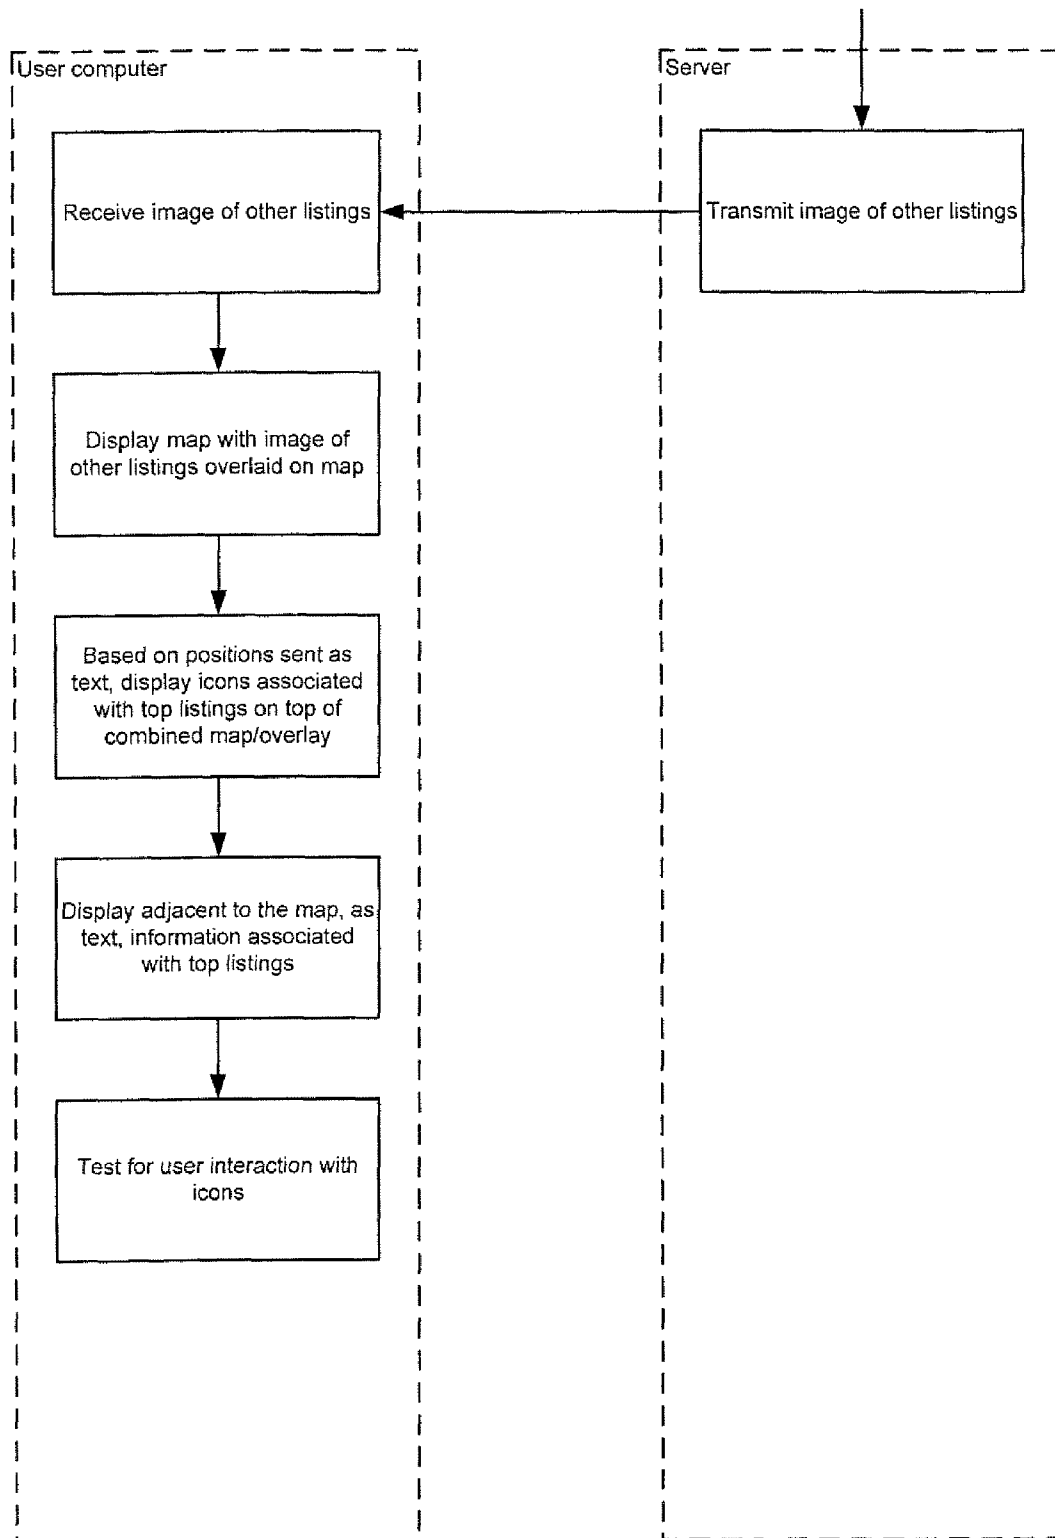 User computer
Server
Receive image of other listings
Transmit image of other listings
Display map with image of
other listings overlaid on map
Based on positions sent as
text, display icons associated
with top listings on top of
combined map/overlay
Display adjacent to the map, as
text, information associated
with top listings
Test for user interaction with
icons